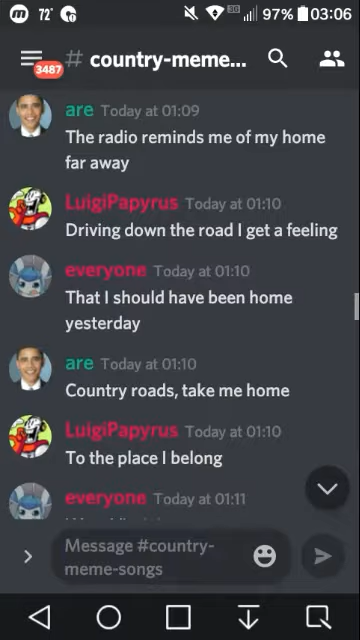 72° 3G 97% 03:06
3487 # country-meme...
are Today at 01:09
The radio reminds me of my home
far away
LuigiPapyrus Today at 01:10
Driving down the road I get a feeling
everyone Today at 01:10
That I should have been home
yesterday
are Today at 01:10
Country roads, take me home
LuigiPapyrus Today at 01:10
To the place I belong
everyone Today at 01:11
Message #country-
meme-songs